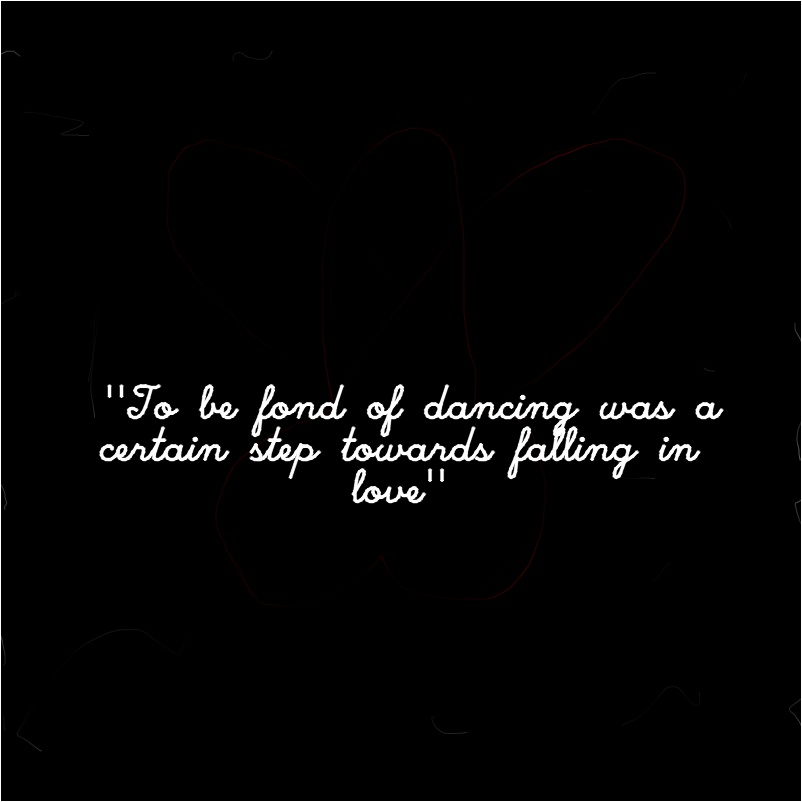 "To be fond of dancing was a
certain step towards falling in
love"